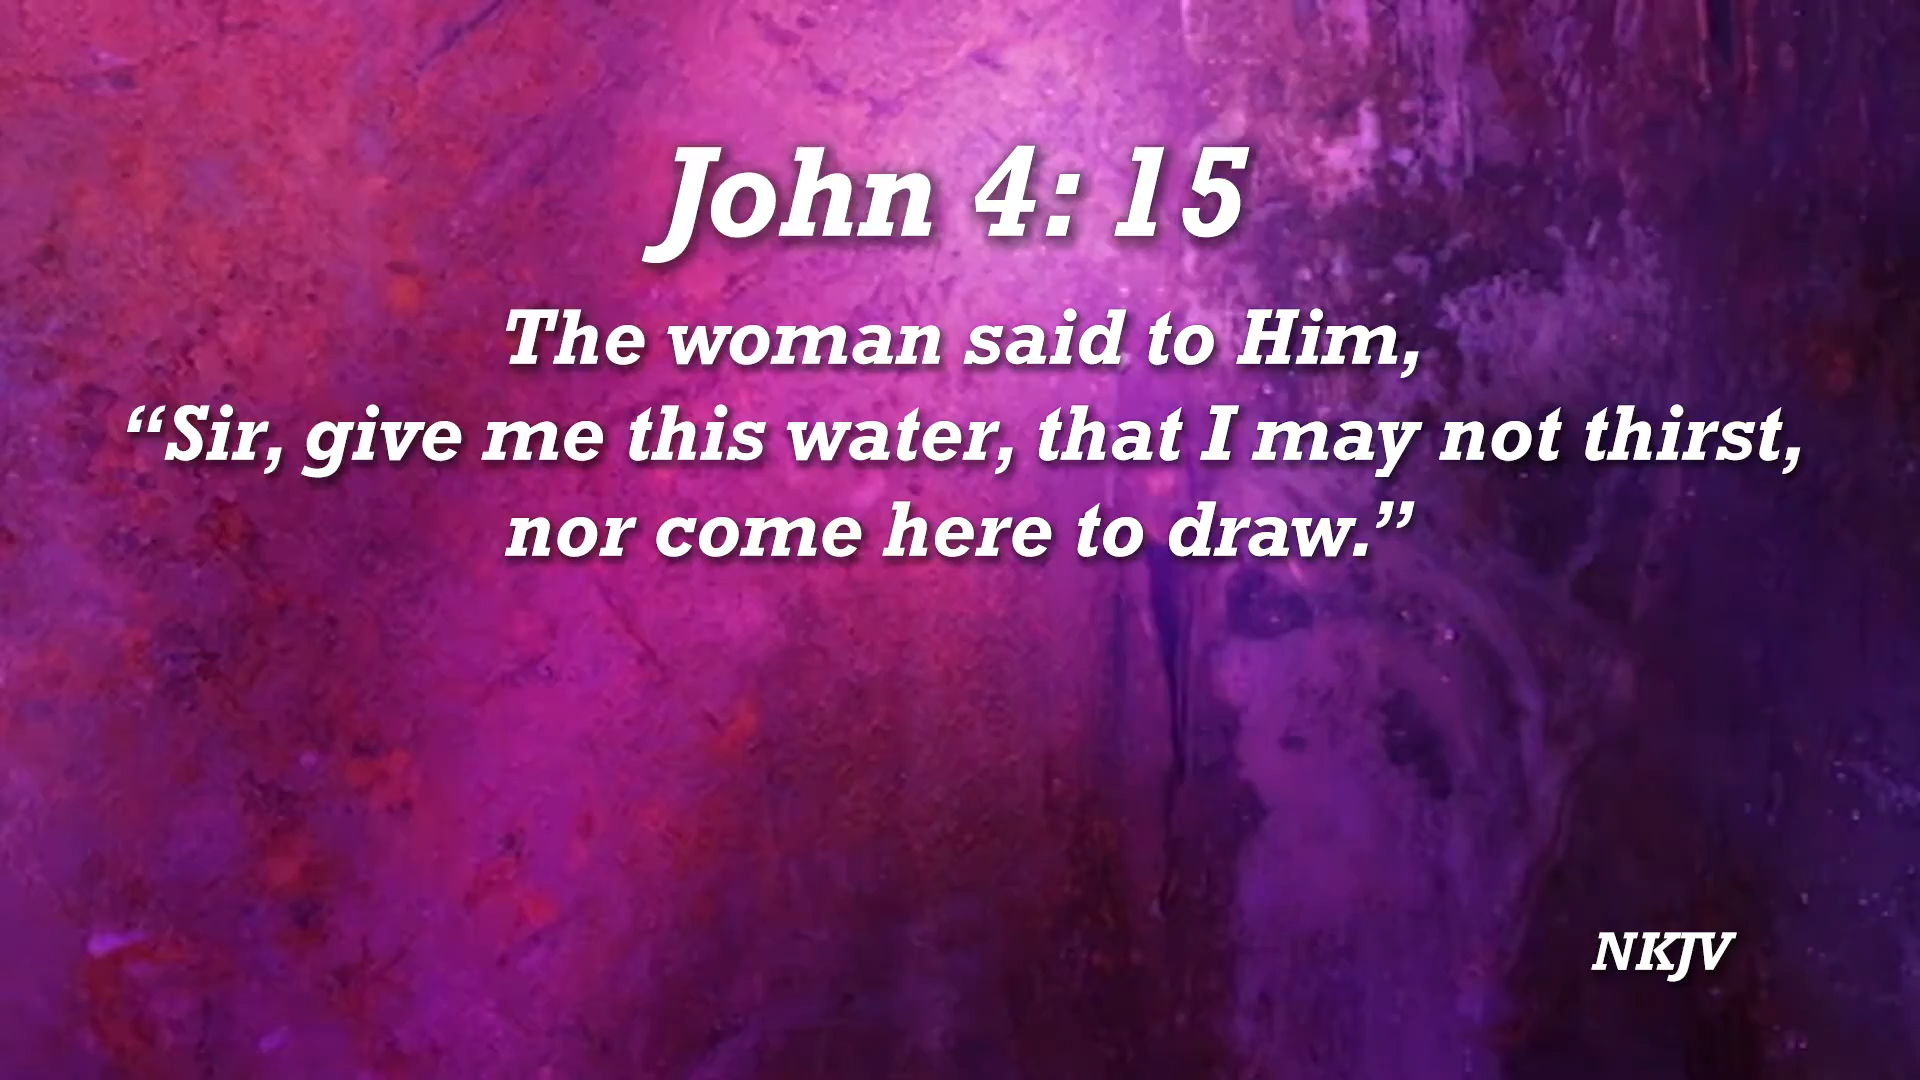 John 4: 15
The woman said to Him,
“Sir, give me this water, that I may not thirst,
nor come here to draw.”
NKJV